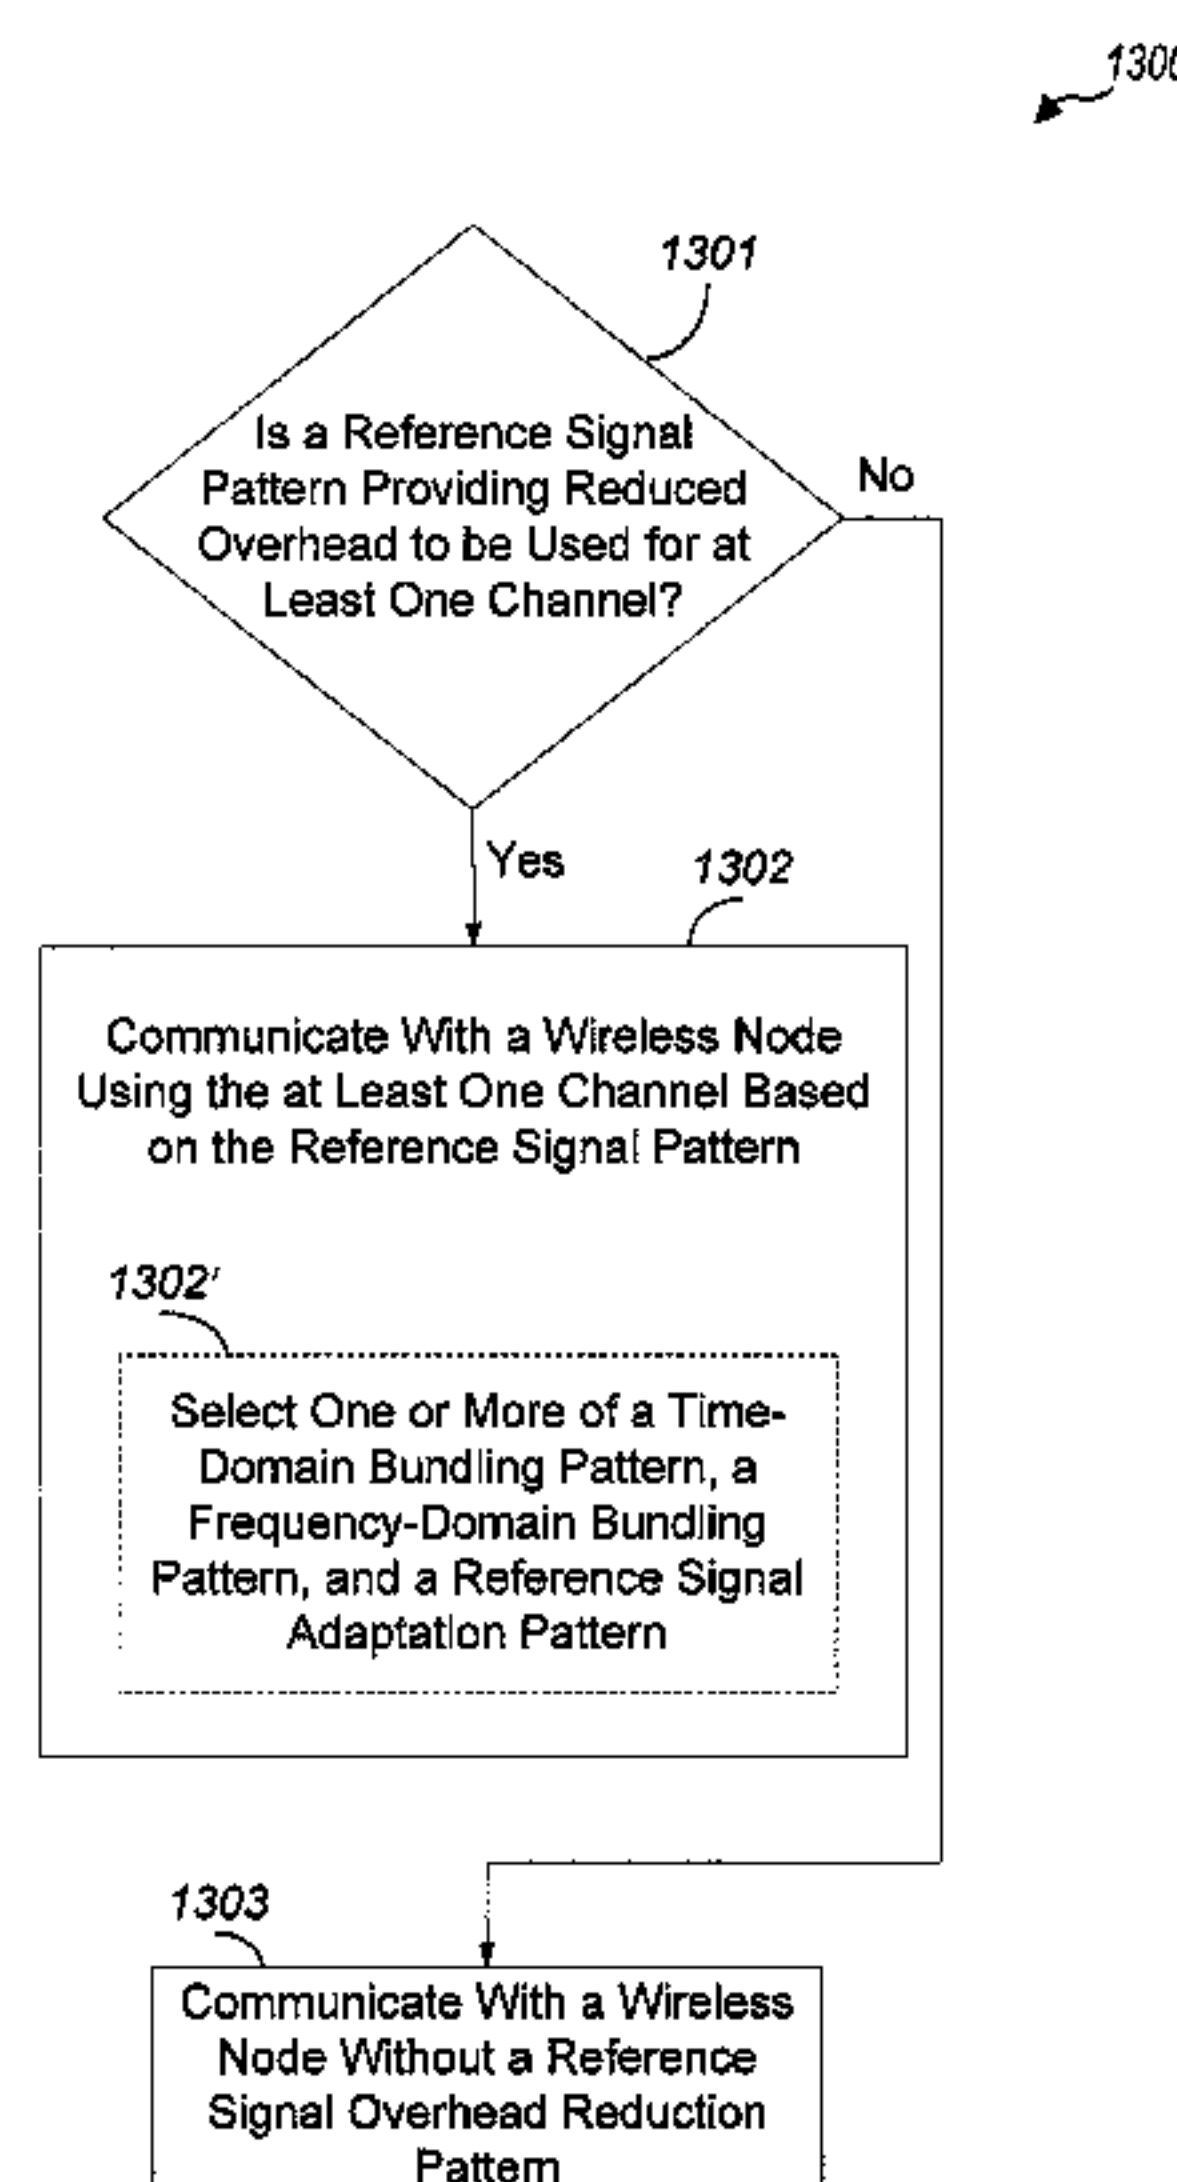 1300
1301
Is a Reference Signal
Pattern Providing Reduced
Overhead to be Used for at
Least One Channel?
No
Yes
1302
Communicate With a Wireless Node
Using the at Least One Channel Based
on the Reference Signal Pattern
1302'
Select One or More of a Time-
Domain Bundling Pattern, a
Frequency-Domain Bundling
Pattern, and a Reference Signal
Adaptation Pattern
1303
Communicate With a Wireless
Node Without a Reference
Signal Overhead Reduction
Pattern